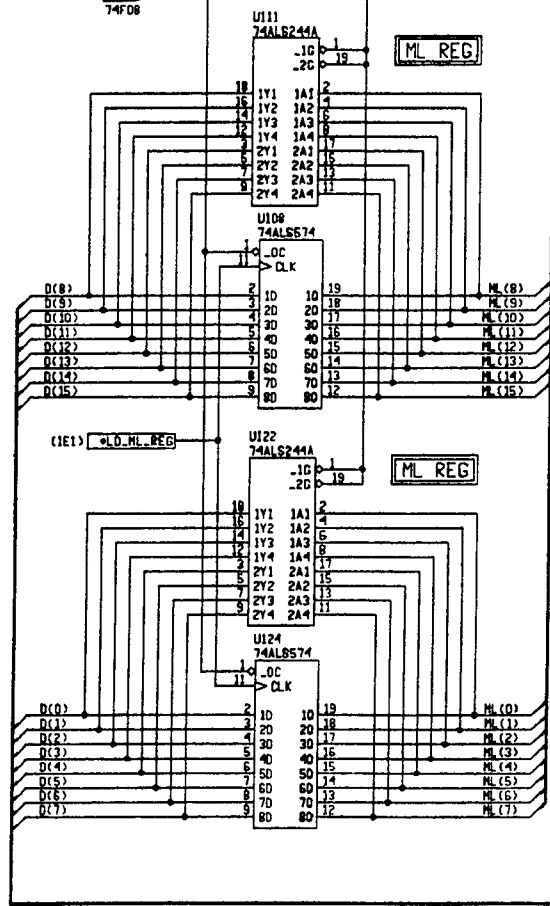 74F08
U111
74ALS244A
_1G 1
_2G 19
ML REG
18 1Y1 1A1 2
16 1Y2 1A2 4
14 1Y3 1A3 6
12 1Y4 1A4 8
3 2Y1 2A1 17
5 2Y2 2A2 15
7 2Y3 2A3 13
9 2Y4 2A4 11
U108
74ALS574
1 _OC
11 CLK
D(8) 2 1D 1Q 19 ML(8)
D(9) 3 2D 2Q 18 ML(9)
D(10) 4 3D 3Q 17 ML(10)
D(11) 5 4D 4Q 16 ML(11)
D(12) 6 5D 5Q 15 ML(12)
D(13) 7 6D 6Q 14 ML(13)
D(14) 8 7D 7Q 13 ML(14)
D(15) 9 8D 8Q 12 ML(15)
(1E1) *LD_ML_REG
U122
74ALS244A
_1G 1
_2G 19
ML REG
18 1Y1 1A1 2
16 1Y2 1A2 4
14 1Y3 1A3 6
12 1Y4 1A4 8
3 2Y1 2A1 17
5 2Y2 2A2 15
7 2Y3 2A3 13
9 2Y4 2A4 11
U124
74ALS574
1 _OC
11 CLK
D(0) 2 1D 1Q 19 ML(0)
D(1) 3 2D 2Q 18 ML(1)
D(2) 4 3D 3Q 17 ML(2)
D(3) 5 4D 4Q 16 ML(3)
D(4) 6 5D 5Q 15 ML(4)
D(5) 7 6D 6Q 14 ML(5)
D(6) 8 7D 7Q 13 ML(6)
D(7) 9 8D 8Q 12 ML(7)